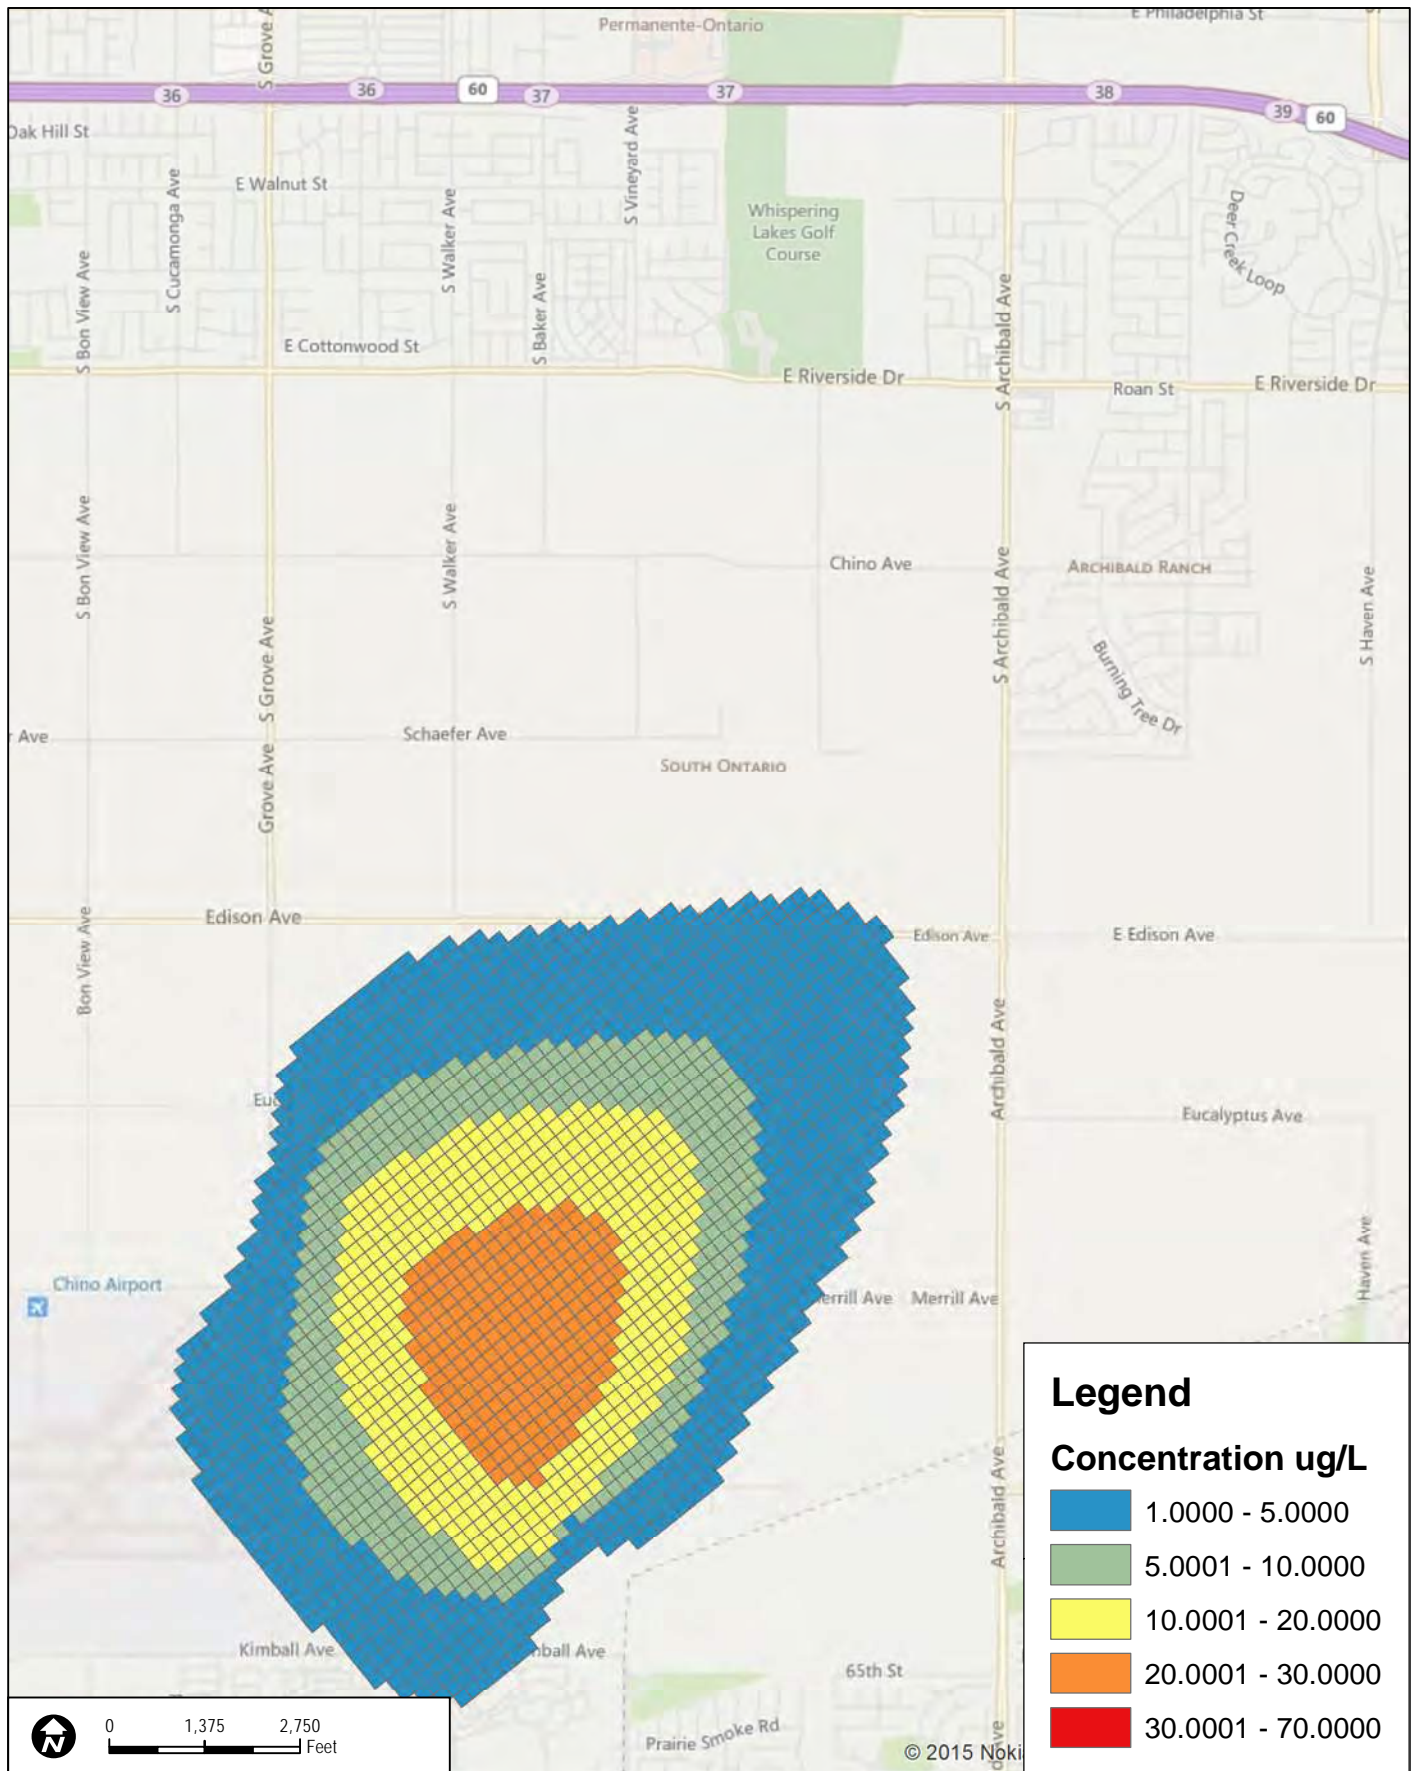 Permanente-Ontario
E Philadelphia St
S Grove A
36
36
60
37
37
38
39
60
Oak Hill St
E Walnut St
S Cucamonga Ave
S Bon View Ave
S Walker Ave
S Baker Ave
S Vineyard Ave
Whispering
Lakes Golf
Course
Deer Creek Loop
S Archibald Ave
E Cottonwood St
E Riverside Dr
Roan St
E Riverside Dr
S Bon View Ave
S Walker Ave
Chino Ave
S Archibald Ave
ARCHIBALD RANCH
S Haven Ave
S Grove Ave
Burning Tree Dr
r Ave
Schaefer Ave
SOUTH ONTARIO
Grove Ave
Edison Ave
Bon View Ave
Edison Ave
E Edison Ave
Archibald Ave
Euc
Eucalyptus Ave
Haven Ave
Chino Airport
errill Ave
Merrill Ave
Archibald Ave
Kimball Ave
nball Ave
65th St
Prairie Smoke Rd
d Ave
© 2015 Noki
N
0
1,375
2,750
Feet
Legend
Concentration ug/L
1.0000 - 5.0000
5.0001 - 10.0000
10.0001 - 20.0000
20.0001 - 30.0000
30.0001 - 70.0000